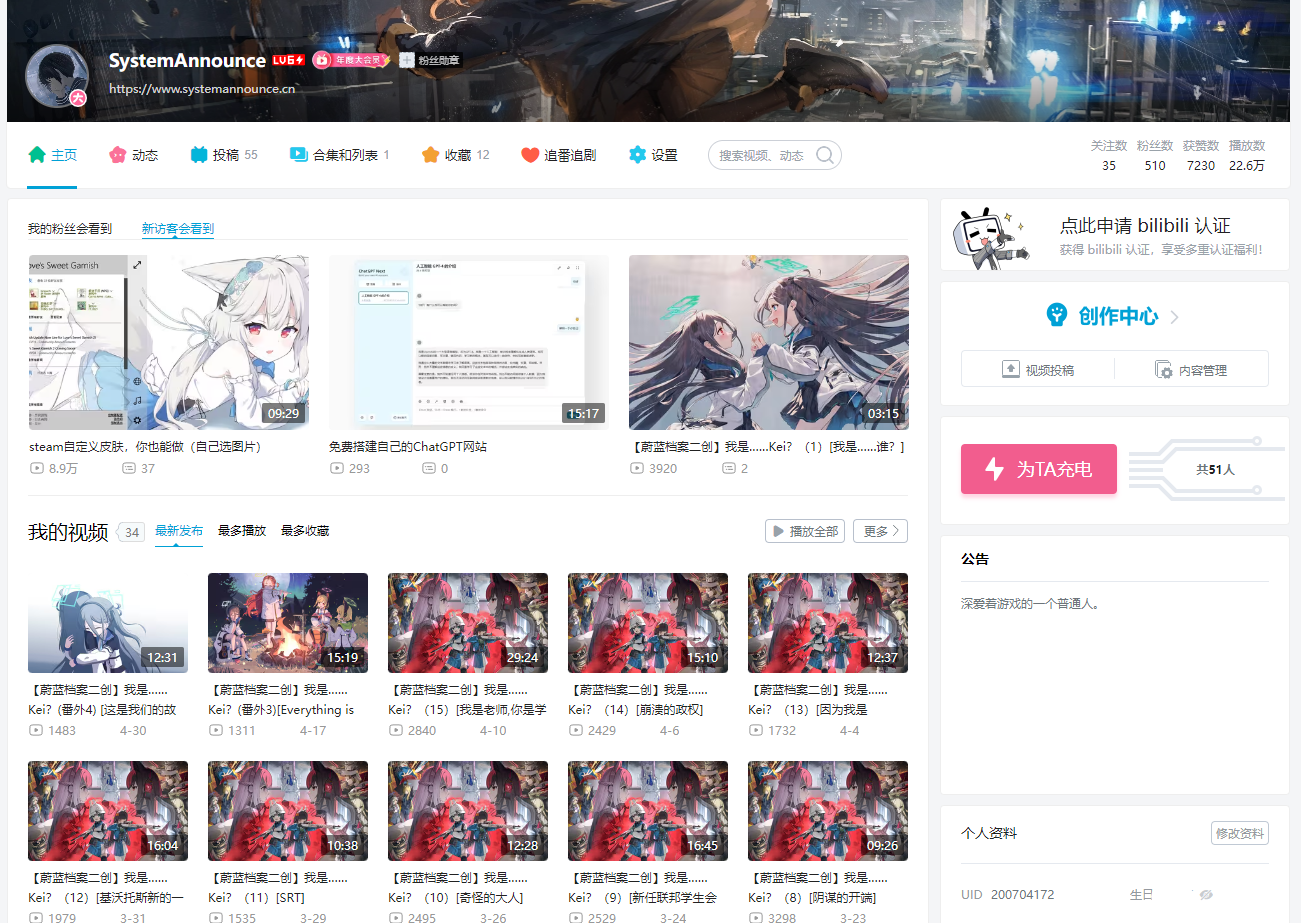 SystemAnnounce LV6 年度大会员 粉丝勋章
https://www.systemannounce.cn
主页 动态 投稿 55 合集和列表 1 收藏 12 追番追剧 设置 搜索视频、动态
关注数 粉丝数 获赞数 播放数
35 510 7230 22.6万
我的粉丝会看到 新访客会看到
ove's Sweet Garnish
ChatGPT Next
09:29 15:17 03:15
steam自定义皮肤，你也能做（自己选图片） 免费搭建自己的ChatGPT网站 【蔚蓝档案二创】我是……Kei？（1）[我是……谁？]
8.9万 37 293 0 3920 2
点此申请 bilibili 认证
获得 bilibili 认证，享受多重认证福利！
创作中心
视频投稿 内容管理
为TA充电 共51人
公告
深爱着游戏的一个普通人。
我的视频 34 最新发布 最多播放 最多收藏 播放全部 更多
12:31 15:19 29:24 15:10 12:37
【蔚蓝档案二创】我是…… 【蔚蓝档案二创】我是…… 【蔚蓝档案二创】我是…… 【蔚蓝档案二创】我是…… 【蔚蓝档案二创】我是……
Kei？(番外4) [这是我们的故 Kei？(番外3)[Everything is Kei？（15）[我是老师,你是学 Kei？（14）[崩溃的政权] Kei？（13）[因为我是
1483 4-30 1311 4-17 2840 4-10 2429 4-6 1732 4-4
16:04 10:38 12:28 16:45 09:26
【蔚蓝档案二创】我是…… 【蔚蓝档案二创】我是…… 【蔚蓝档案二创】我是…… 【蔚蓝档案二创】我是…… 【蔚蓝档案二创】我是……
Kei？（12）[基沃托斯新的一 Kei？（11）[SRT] Kei？（10）[奇怪的大人] Kei？（9）[新任联邦学生会 Kei？（8）[阴谋的开端]
1979 3-31 1535 3-29 2495 3-26 2529 3-24 3298 3-23
个人资料 修改资料
UID 200704172 生日